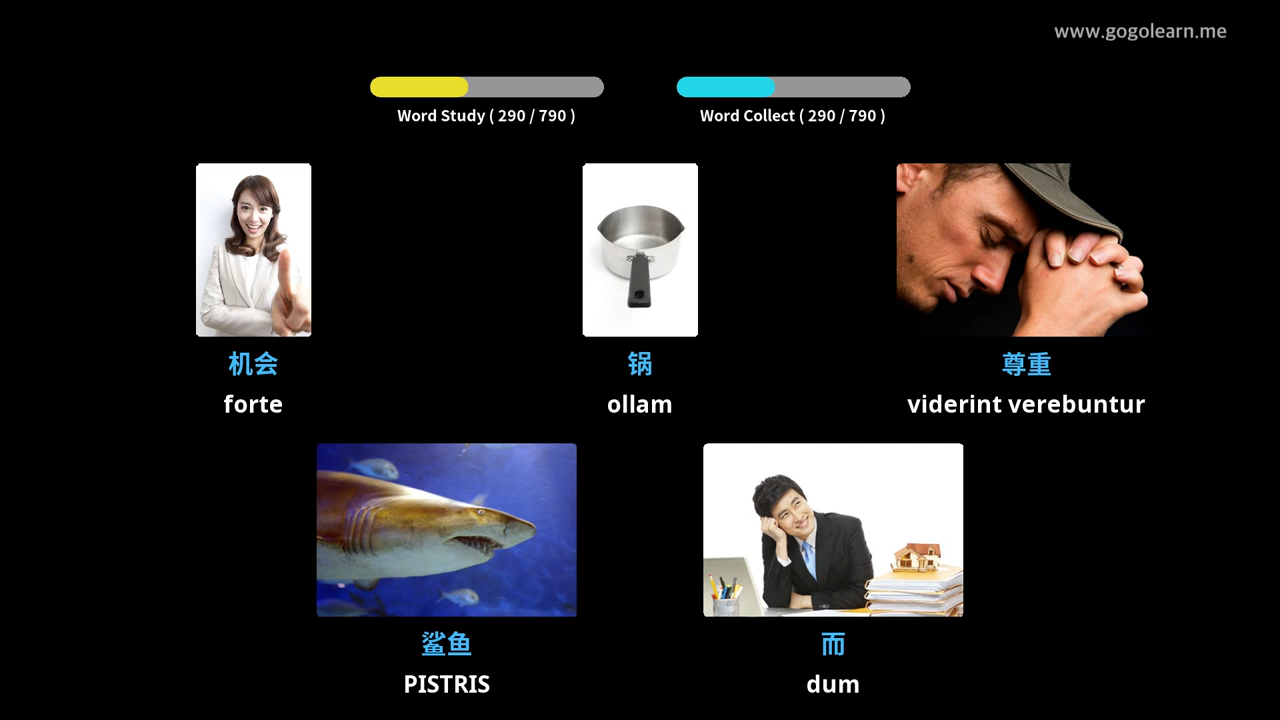 www.gogolearn.me
Word Study ( 290 / 790 )
Word Collect ( 290 / 790 )
机会
forte
锅
ollam
尊重
viderint verebuntur
鲨鱼
PISTRIS
而
dum